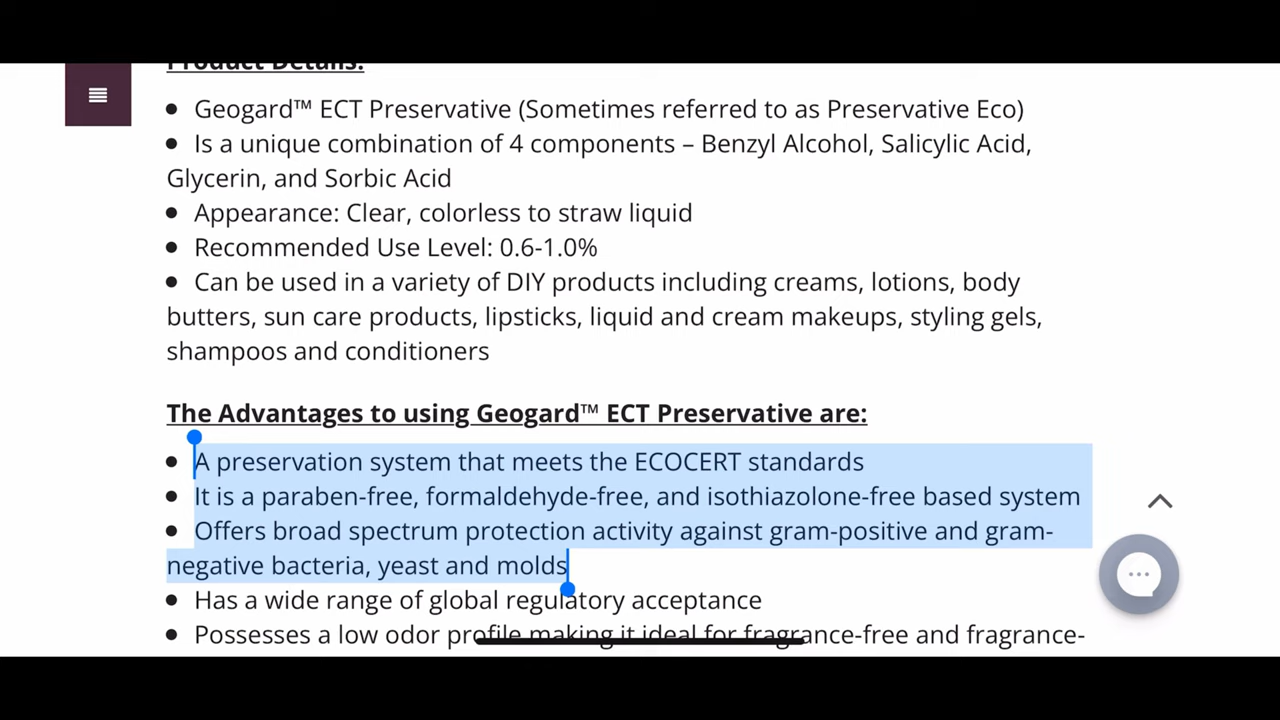 Product Details:
• Geogard™ ECT Preservative (Sometimes referred to as Preservative Eco)
• Is a unique combination of 4 components – Benzyl Alcohol, Salicylic Acid,
Glycerin, and Sorbic Acid
• Appearance: Clear, colorless to straw liquid
• Recommended Use Level: 0.6-1.0%
• Can be used in a variety of DIY products including creams, lotions, body
butters, sun care products, lipsticks, liquid and cream makeups, styling gels,
shampoos and conditioners
The Advantages to using Geogard™ ECT Preservative are:
• A preservation system that meets the ECOCERT standards
• It is a paraben-free, formaldehyde-free, and isothiazolone-free based system
• Offers broad spectrum protection activity against gram-positive and gram-
negative bacteria, yeast and molds
• Has a wide range of global regulatory acceptance
• Possesses a low odor profile making it ideal for fragrance-free and fragrance-